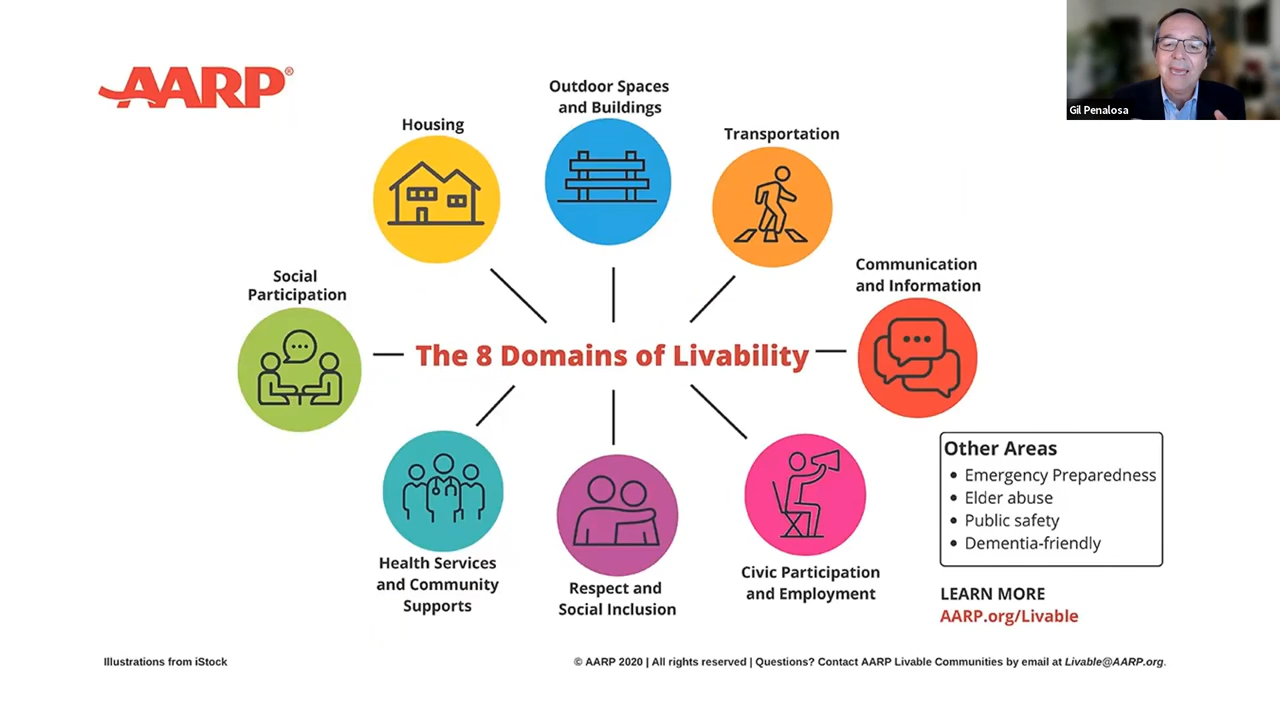 AARP®
Gil Penalosa
Outdoor Spaces
and Buildings
Housing
Transportation
Communication
and Information
Social
Participation
The 8 Domains of Livability
Other Areas
• Emergency Preparedness
• Elder abuse
• Public safety
• Dementia-friendly
Health Services
and Community
Supports
Respect and
Social Inclusion
Civic Participation
and Employment
LEARN MORE
AARP.org/Livable
Illustrations from iStock
© AARP 2020 | All rights reserved | Questions? Contact AARP Livable Communities by email at Livable@AARP.org.